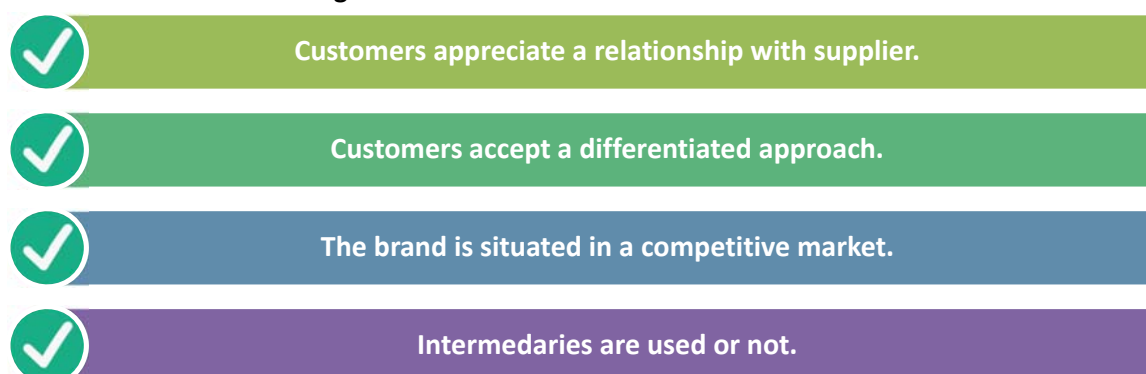 Customers appreciate a relationship with supplier.
Customers accept a differentiated approach.
The brand is situated in a competitive market.
Intermedaries are used or not.